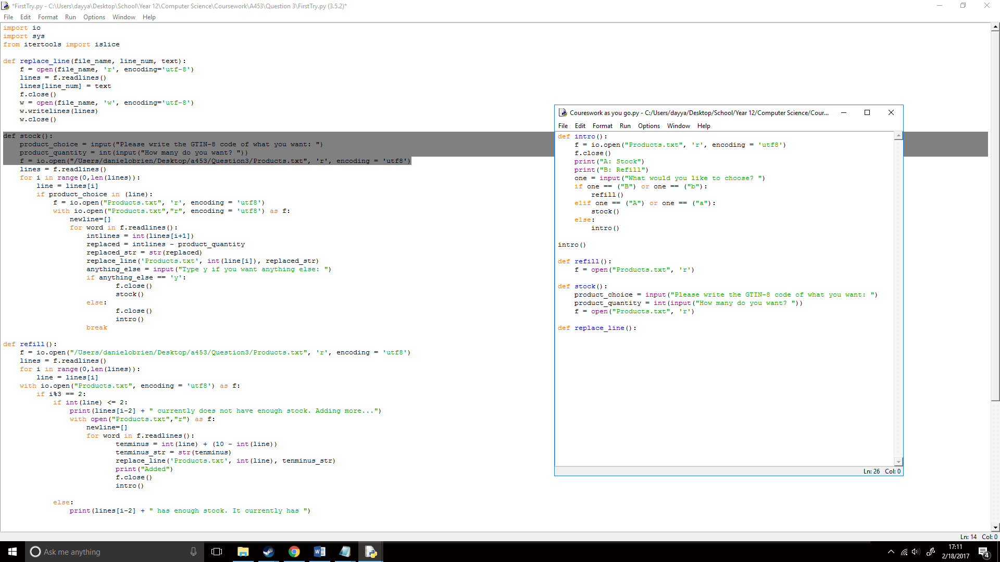 *FirstTry.py - C:\Users\dayya\Desktop\School\Year 12\Computer Science\Coursework\A453\Question 3\FirstTry.py (3.5.2)*
File Edit Format Run Options Window Help
import io
import sys
from itertools import islice
def replace_line(file_name, line_num, text):
    f = open(file_name, 'r', encoding='utf-8')
    lines = f.readlines()
    lines[line_num] = text
    f.close()
    w = open(file_name, 'w', encoding='utf-8')
    w.writelines(lines)
    w.close()
def stock():
    product_choice = input("Please write the GTIN-8 code of what you want: ")
    product_quantity = int(input("How many do you want? "))
    f = io.open("/Users/danielobrien/Desktop/a453/Question3/Products.txt", 'r', encoding = 'utf8')
    lines = f.readlines()
    for i in range(0,len(lines)):
        line = lines[i]
        if product_choice in (line):
            f = io.open("Products.txt", 'r', encoding = 'utf8')
            with io.open("Products.txt","r", encoding = 'utf8') as f:
                newline=[]
                for word in f.readlines():
                    intlines = int(lines[i+1])
                    replaced = intlines - product_quantity
                    replaced_str = str(replaced)
                    replace_line('Products.txt', int(line[i]), replaced_str)
                    anything_else = input("Type y if you want anything else: ")
                    if anything_else == 'y':
                           f.close()
                           stock()
                    else:
                           f.close()
                           intro()
                    break
def refill():
    f = io.open("/Users/danielobrien/Desktop/a453/Question3/Products.txt", 'r', encoding = 'utf8')
    lines = f.readlines()
    for i in range(0,len(lines)):
        line = lines[i]
    with io.open("Products.txt", encoding = 'utf8') as f:
        if i%3 == 2:
            if int(line) <= 2:
                print(lines[i-2] + " currently does not have enough stock. Adding more...")
                with open("Products.txt","r") as f:
                    newline=[]
                    for word in f.readlines():
                           tenminus = int(line) + (10 - int(line))
                           tenminus_str = str(tenminus)
                           replace_line('Products.txt', int(line), tenminus_str)
                           print("Added")
                           f.close()
                           intro()
            else:
                print(lines[i-2] + " has enough stock. It currently has ")
Ln: 14 Col: 0
Coureswork as you go.py - C:/Users/dayya/Desktop/School/Year 12/Computer Science/Cour...
File Edit Format Run Options Window Help
def intro():
    f = io.open("Products.txt", 'r', encoding = 'utf8')
    f.close()
    print("A: Stock")
    print("B: Refill")
    one = input("What would you like to choose? ")
    if one == ("B") or one == ("b"):
        refill()
    elif one == ("A") or one == ("a"):
        stock()
    else:
        intro()
intro()
def refill():
    f = open("Products.txt", 'r')
def stock():
    product_choice = input("Please write the GTIN-8 code of what you want: ")
    product_quantity = int(input("How many do you want? "))
    f = open("Products.txt", 'r')
def replace_line():
Ln: 26 Col: 0
Ask me anything
17:11
2/18/2017
4